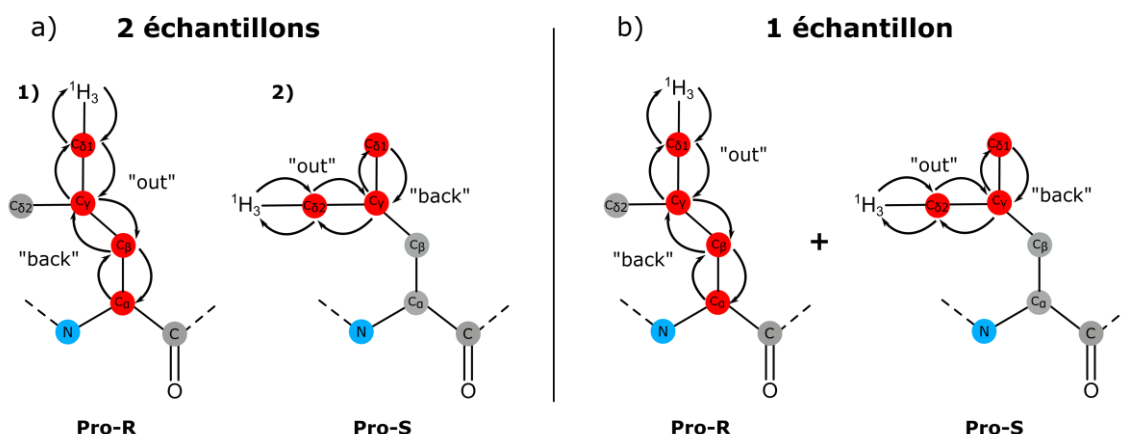 a) 2 échantillons
1)
¹H₃
Cδ1
"out"
Cδ2
Cγ
Cβ
"back"
Cα
N
C
O
Pro-R
2)
Cδ1
"out"
"back"
¹H₃
Cδ2
Cγ
Cβ
Cα
N
C
O
Pro-S
b) 1 échantillon
¹H₃
Cδ1
"out"
Cδ2
Cγ
Cβ
"back"
Cα
N
C
O
Pro-R
+
Cδ1
"out"
"back"
¹H₃
Cδ2
Cγ
Cβ
Cα
N
C
O
Pro-S